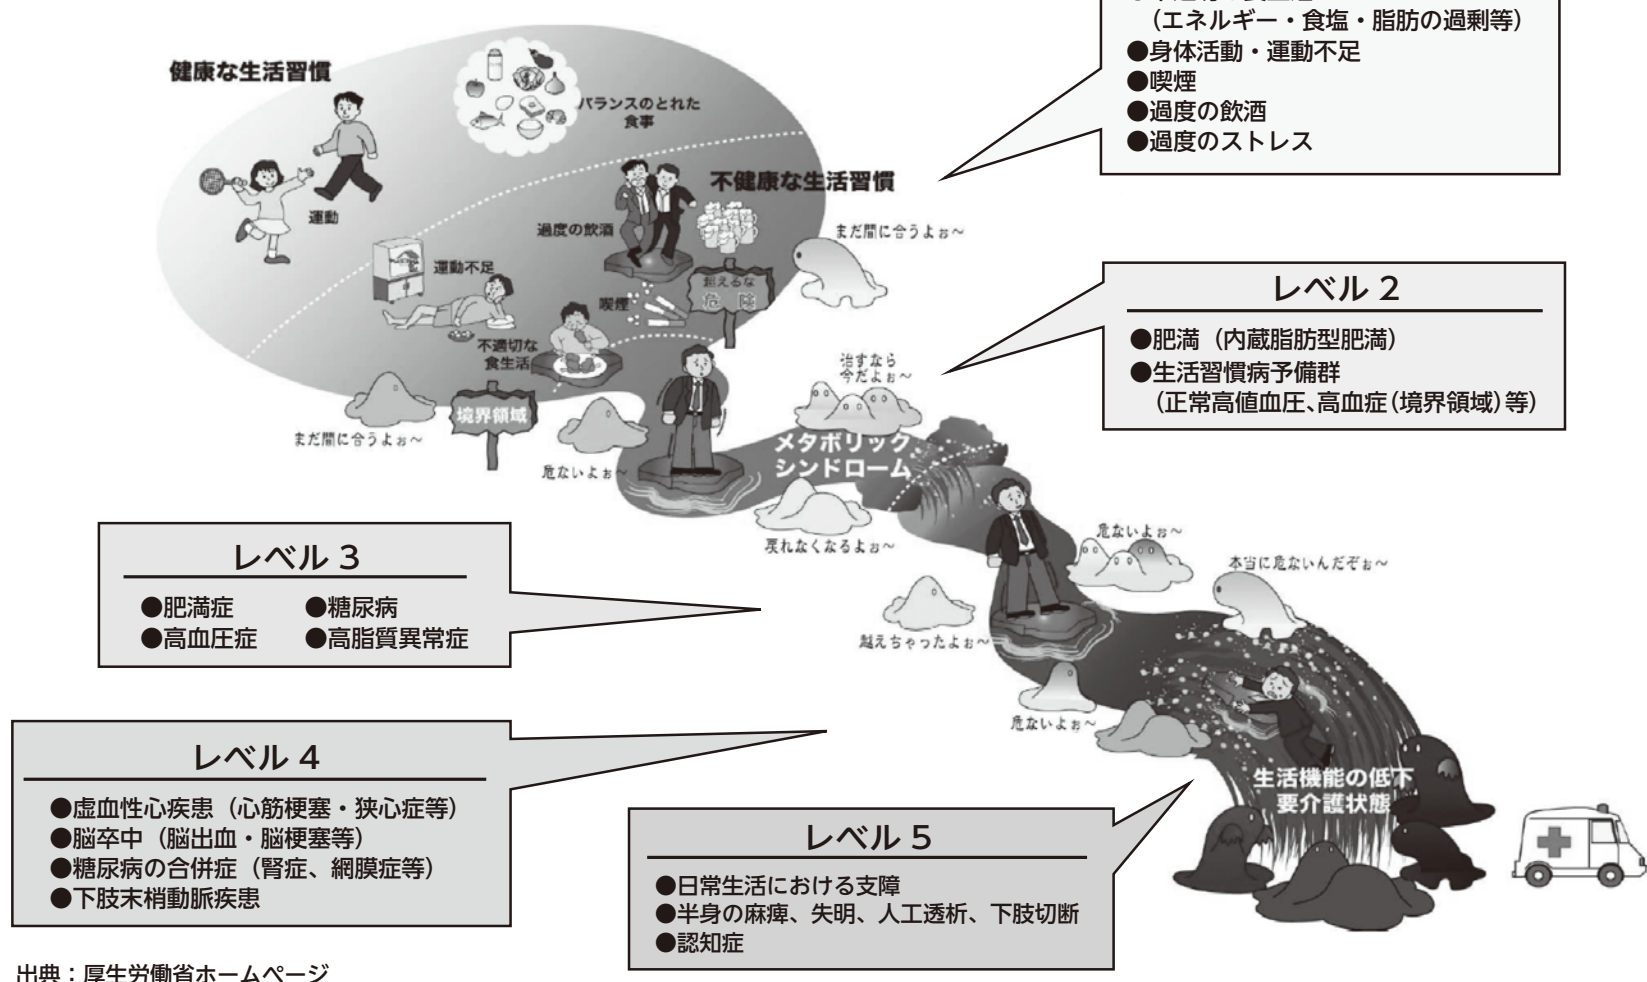 （エネルギー・食塩・脂肪の過剰等）
●身体活動・運動不足
●喫煙
●過度の飲酒
●過度のストレス
健康な生活習慣
バランスのとれた
食事
運動
不健康な生活習慣
過度の飲酒
まだ間に合うよぉ～
運動不足
超えるな
危　険
喫煙
不適切な
食生活
境界領域
まだ間に合うよぉ～
危ないよぉ～
治すなら
今だよぉ～
メタボリック
シンドローム
戻れなくなるよぉ～
レベル 2
●肥満（内蔵脂肪型肥満）
●生活習慣病予備群
（正常高値血圧、高血症（境界領域）等）
レベル 3
●肥満症　●糖尿病
●高血圧症　●高脂質異常症
危ないよぉ～
本当に危ないんだぞぉ～
越えちゃったよぉ～
危ないよぉ～
レベル 4
●虚血性心疾患（心筋梗塞・狭心症等）
●脳卒中（脳出血・脳梗塞等）
●糖尿病の合併症（腎症、網膜症等）
●下肢末梢動脈疾患
生活機能の低下
要介護状態
レベル 5
●日常生活における支障
●半身の麻痺、失明、人工透析、下肢切断
●認知症
出典：厚生労働省ホームページ